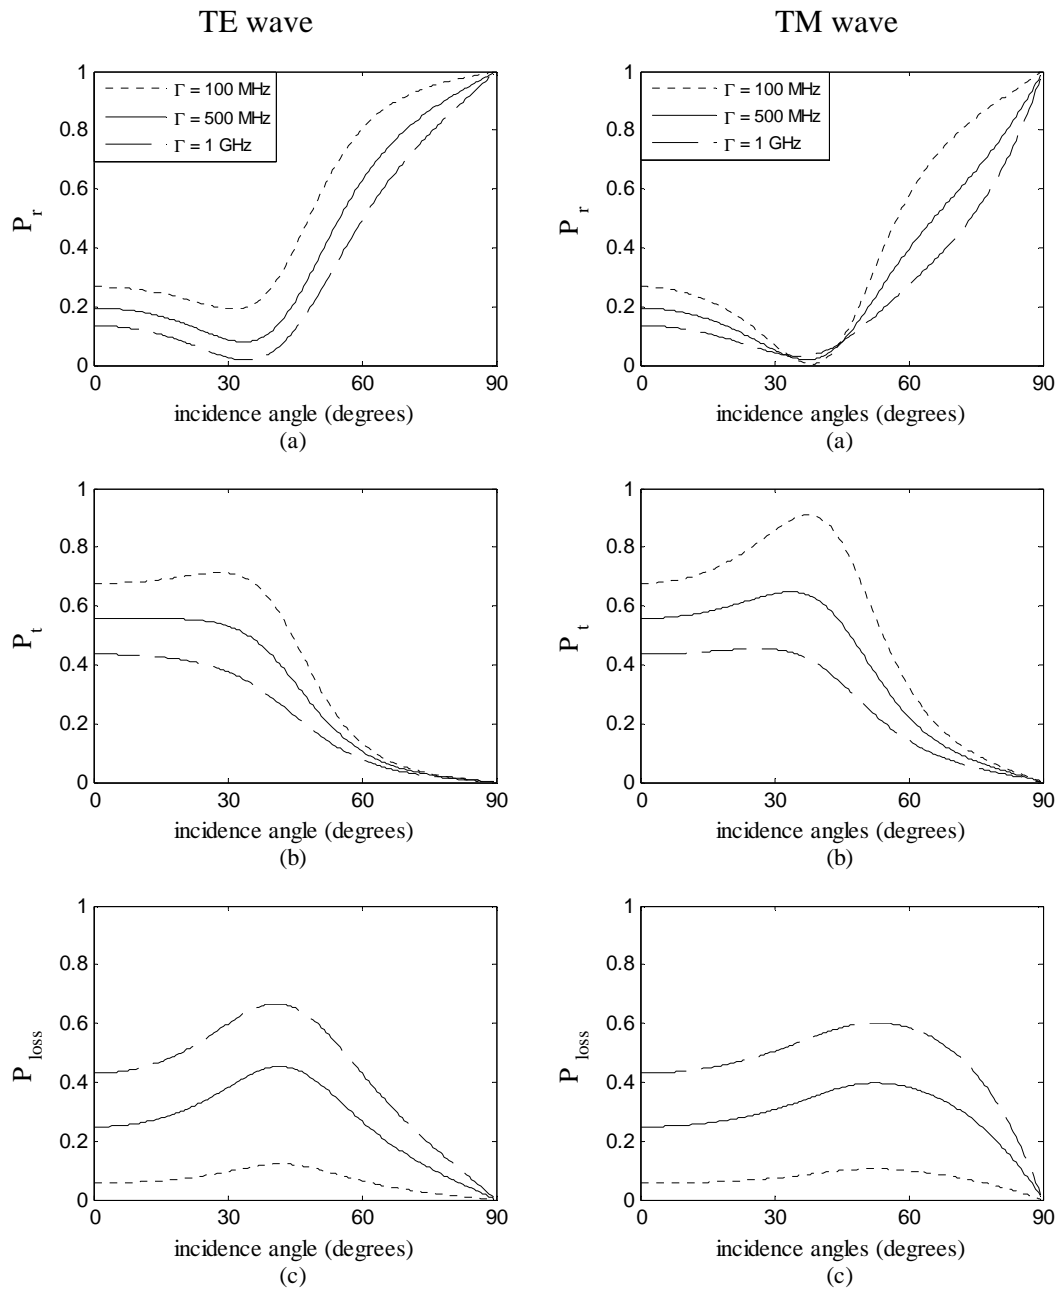 TE wave
TM wave
1
0.8
0.6
0.4
0.2
0
P r
Γ = 100 MHz
Γ = 500 MHz
Γ = 1 GHz
0 30 60 90
incidence angle (degrees)
(a)
1
0.8
0.6
0.4
0.2
0
P r
Γ = 100 MHz
Γ = 500 MHz
Γ = 1 GHz
0 30 60 90
incidence angles (degrees)
(a)
1
0.8
0.6
0.4
0.2
0
P t
0 30 60 90
incidence angle (degrees)
(b)
1
0.8
0.6
0.4
0.2
0
P t
0 30 60 90
incidence angles (degrees)
(b)
1
0.8
0.6
0.4
0.2
0
P loss
0 30 60 90
incidence angle (degrees)
(c)
1
0.8
0.6
0.4
0.2
0
P loss
0 30 60 90
incidence angles (degrees)
(c)